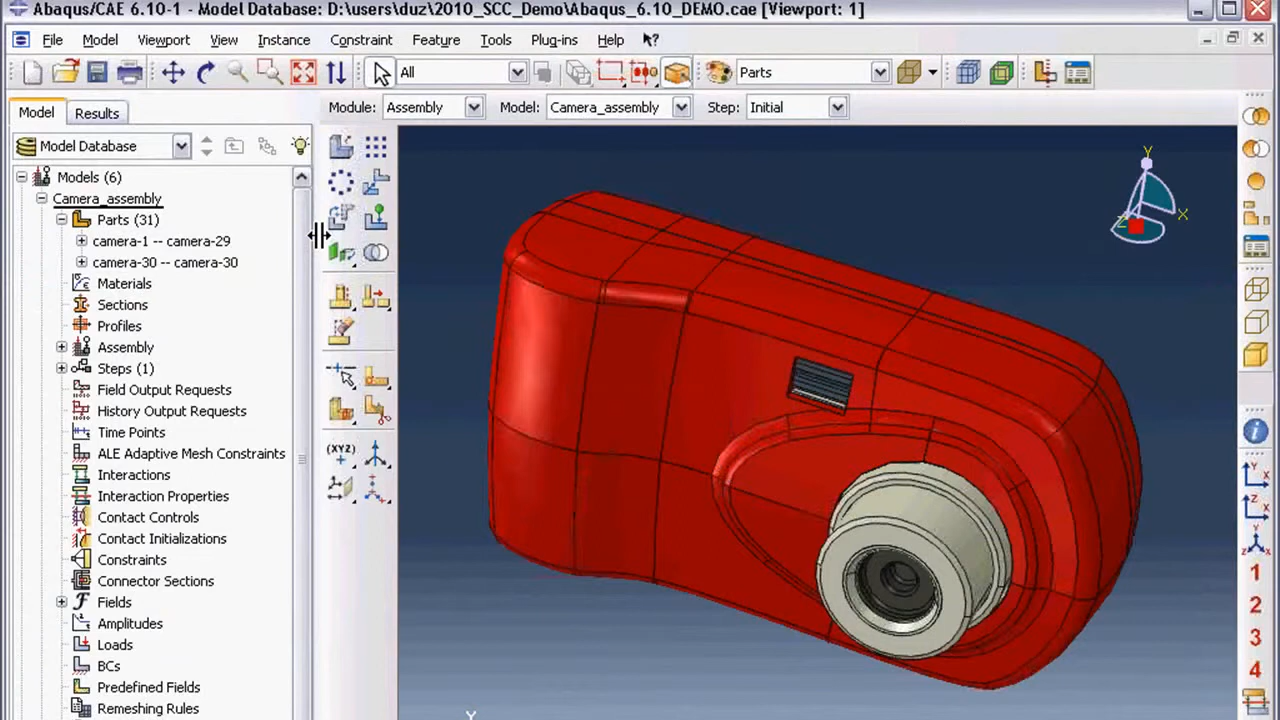 Abaqus/CAE 6.10-1 - Model Database: D:\users\duz\2010_SCC_Demo\Abaqus_6.10_DEMO.cae [Viewport: 1]
File Model Viewport View Instance Constraint Feature Tools Plug-ins Help
All Parts
Model Results
Module: Assembly Model: Camera_assembly Step: Initial
Model Database
Models (6)
Camera_assembly
Parts (31)
camera-1 -- camera-29
camera-30 -- camera-30
Materials
Sections
Profiles
Assembly
Steps (1)
Field Output Requests
History Output Requests
Time Points
ALE Adaptive Mesh Constraints
Interactions
Interaction Properties
Contact Controls
Contact Initializations
Constraints
Connector Sections
Fields
Amplitudes
Loads
BCs
Predefined Fields
Remeshing Rules
(XYZ)
Y
Z X
Y
1
2
3
4